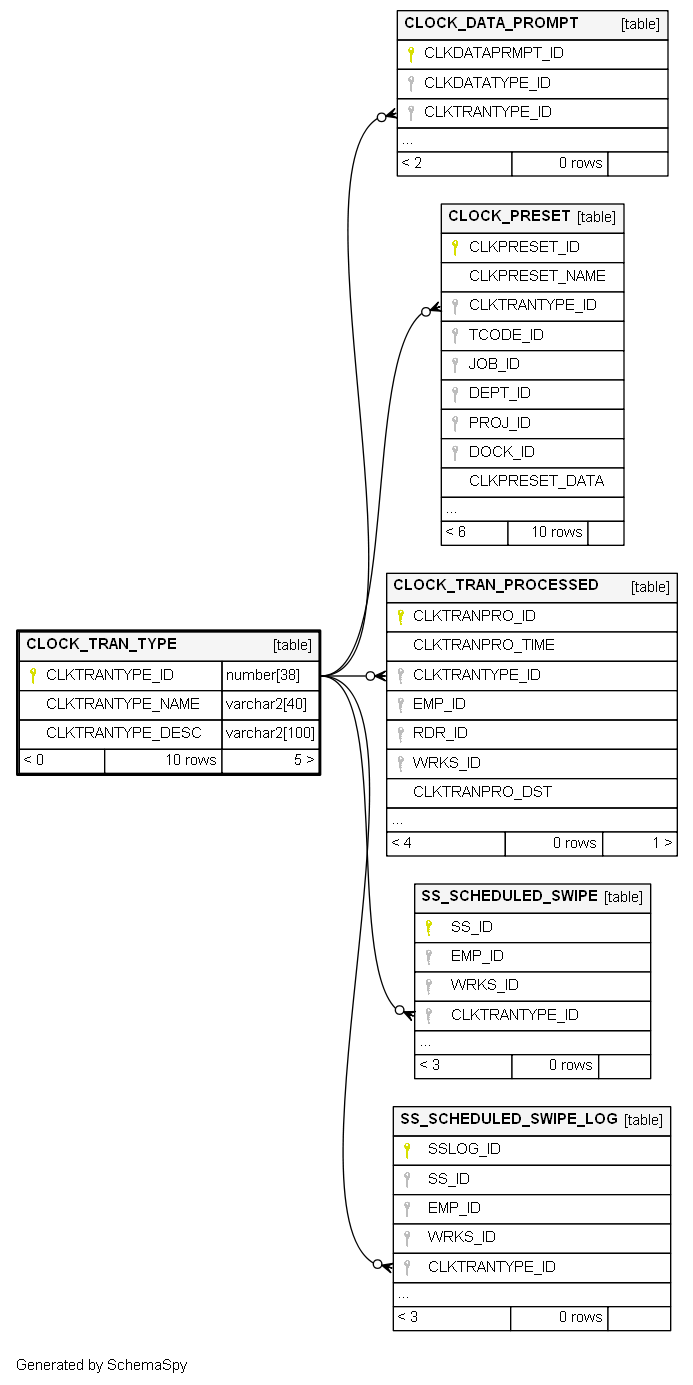 CLOCK_DATA_PROMPT [table]
CLKDATAPRMPT_ID
CLKDATATYPE_ID
CLKTRANTYPE_ID
...
< 2 0 rows
CLOCK_PRESET [table]
CLKPRESET_ID
CLKPRESET_NAME
CLKTRANTYPE_ID
TCODE_ID
JOB_ID
DEPT_ID
PROJ_ID
DOCK_ID
CLKPRESET_DATA
...
< 6 10 rows
CLOCK_TRAN_PROCESSED [table]
CLKTRANPRO_ID
CLKTRANPRO_TIME
CLKTRANTYPE_ID
EMP_ID
RDR_ID
WRKS_ID
CLKTRANPRO_DST
...
< 4 0 rows 1 >
CLOCK_TRAN_TYPE [table]
CLKTRANTYPE_ID number[38]
CLKTRANTYPE_NAME varchar2[40]
CLKTRANTYPE_DESC varchar2[100]
< 0 10 rows 5 >
SS_SCHEDULED_SWIPE [table]
SS_ID
EMP_ID
WRKS_ID
CLKTRANTYPE_ID
...
< 3 0 rows
SS_SCHEDULED_SWIPE_LOG [table]
SSLOG_ID
SS_ID
EMP_ID
WRKS_ID
CLKTRANTYPE_ID
...
< 3 0 rows
Generated by SchemaSpy